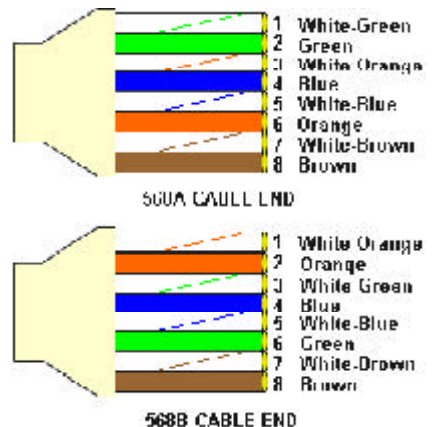 1 White-Green
2 Green
3 White Orange
4 Blue
5 White-Blue
6 Orange
7 White-Brown
8 Brown
568A CABLE END
1 White Orange
2 Orange
3 White Green
4 Blue
5 White-Blue
6 Green
7 White-Brown
8 Brown
568B CABLE END